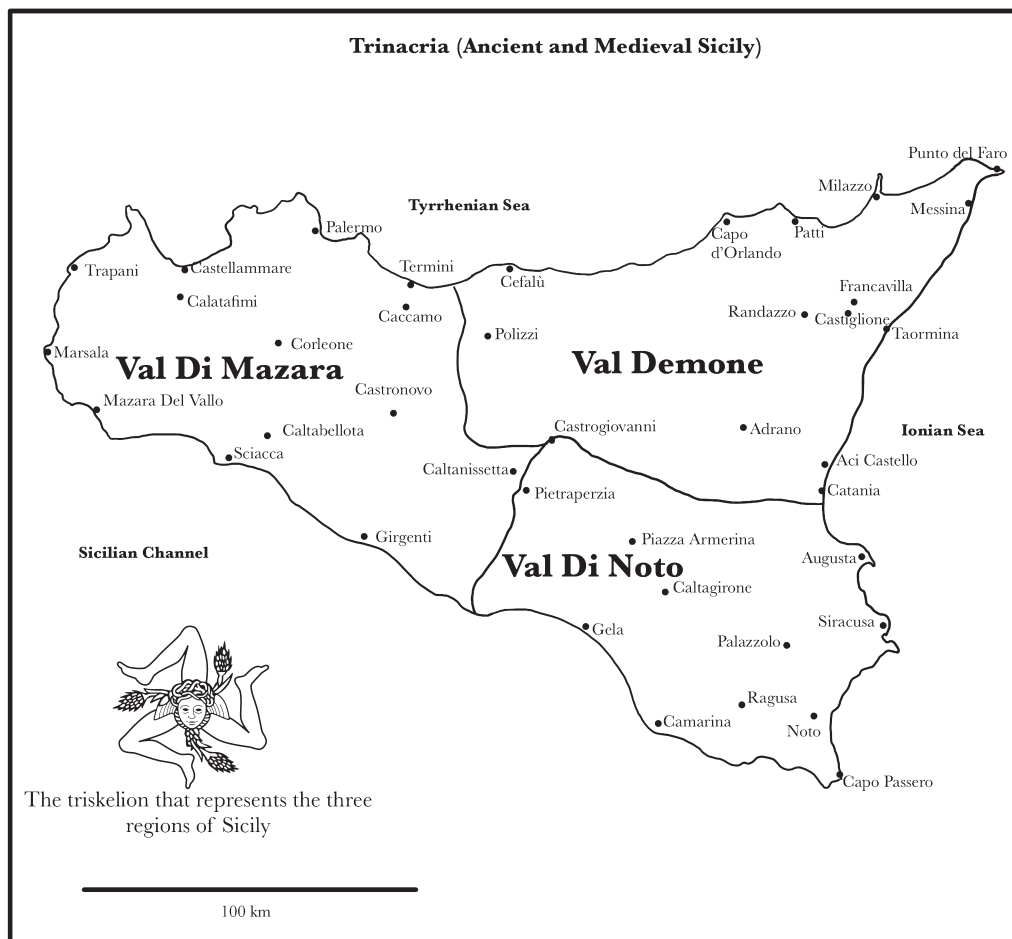 Trinacria (Ancient and Medieval Sicily)
Punto del Faro
Milazzo
Messina
Tyrrhenian Sea
Palermo
Capo
d'Orlando
Patti
Trapani
Castellammare
Termini
Cefalù
Calatafimi
Caccamo
Francavilla
Randazzo
Castiglione
Taormina
Polizzi
Marsala
Corleone
Val Di Mazara
Val Demone
Castronovo
Mazara Del Vallo
Caltabellota
Castrogiovanni
Adrano
Ionian Sea
Sciacca
Caltanissetta
Aci Castello
Pietraperzia
Catania
Girgenti
Piazza Armerina
Sicilian Channel
Val Di Noto
Augusta
Caltagirone
Gela
Siracusa
Palazzolo
Ragusa
Camarina
Noto
Capo Passero
The triskelion that represents the three
regions of Sicily
100 km